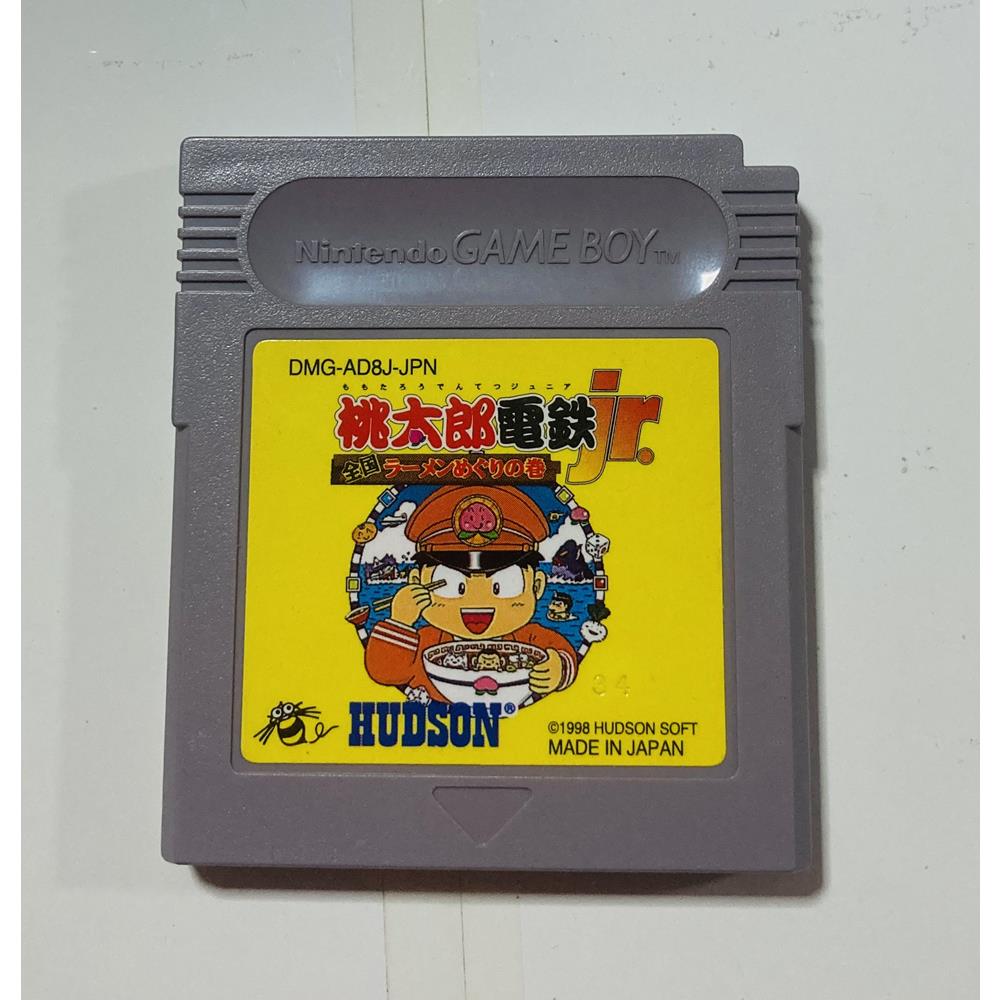 Nintendo GAME BOY TM
DMG-AD8J-JPN
ももたろうでんてつジュニア
桃太郎電鉄jr.
全国ラーメンめぐりの巻
34
HUDSON®
©1998 HUDSON SOFT
MADE IN JAPAN